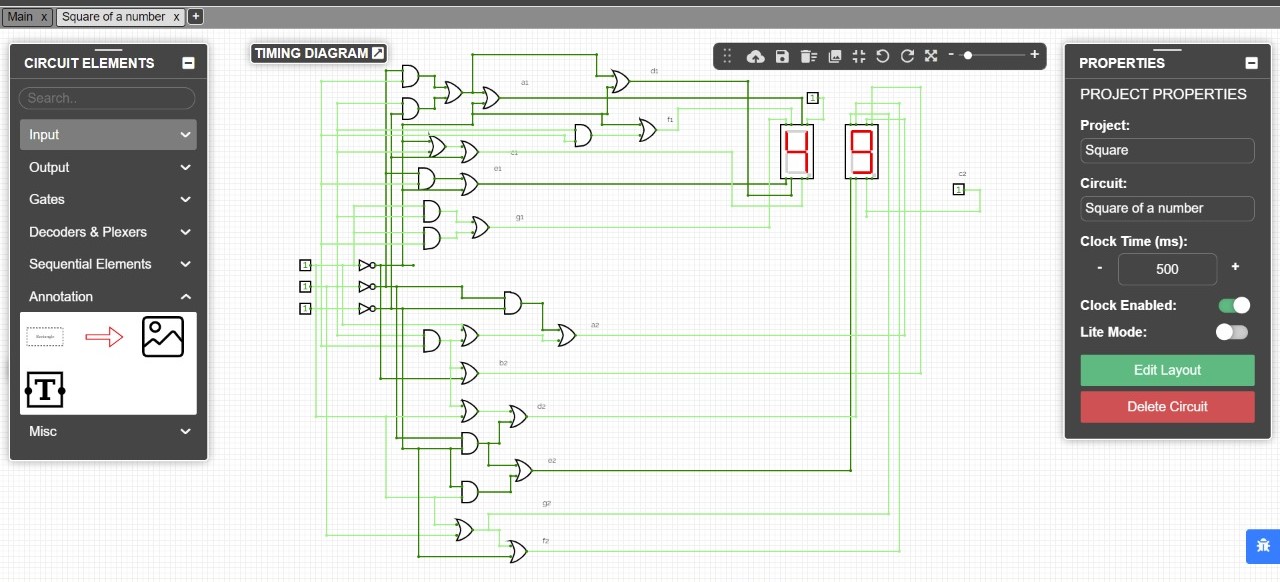 Main x Square of a number x +
TIMING DIAGRAM
- +
CIRCUIT ELEMENTS
Search..
Input
Output
Gates
Decoders & Plexers
Sequential Elements
Annotation
Rectangle
T
Misc
a1
d1
1
f1
c1
e1
g1
c2
1
1
1
1
a2
b2
d2
e2
g2
f2
PROPERTIES
PROJECT PROPERTIES
Project:
Square
Circuit:
Square of a number
Clock Time (ms):
- 500 +
Clock Enabled:
Lite Mode:
Edit Layout
Delete Circuit